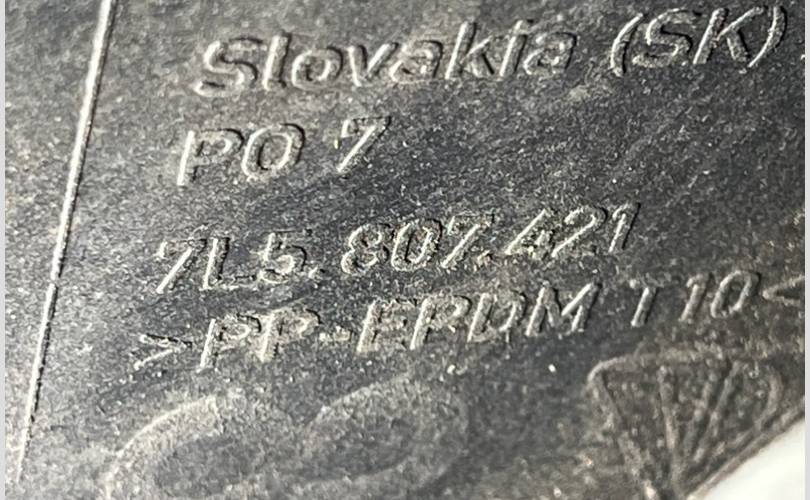 Slovakia (SK)
PO 7
7L5.807.421
>PP-EPDM T10<